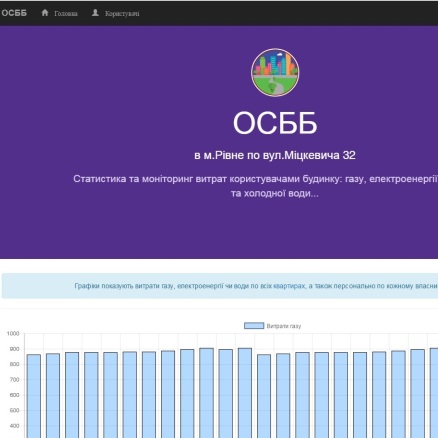 ОСББ Головна Користувачі
ОСББ
в м.Рівне по вул.Міцкевича 32
Статистика та моніторинг витрат користувачами будинку: газу, електроенергії
та холодної води...
Графіки показують витрати газу, електроенергії чи води по всіх квартирах, а також персонально по кожному
Витрати газу
1000
900
800
700
600
500
400